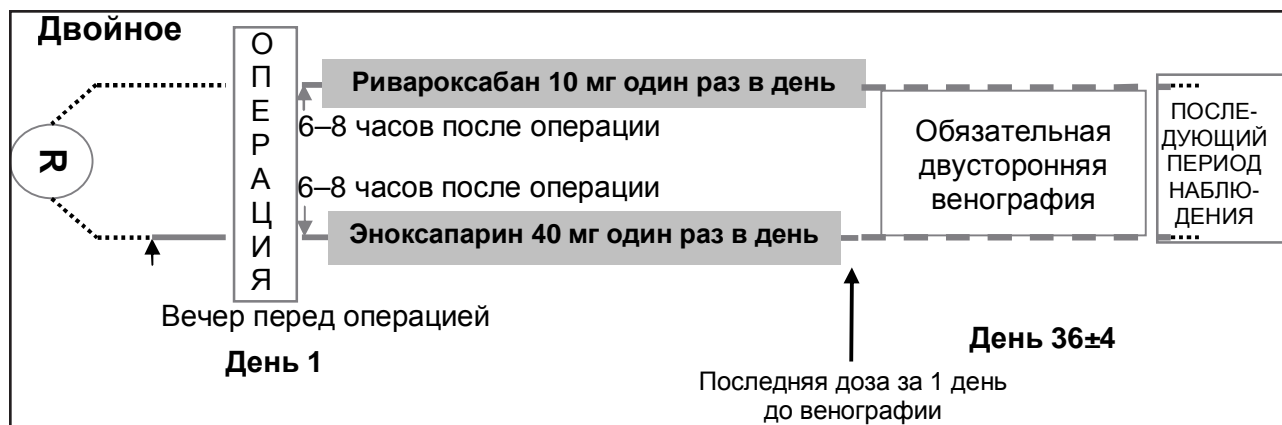 Двойное
R
ОПЕРАЦИЯ
Ривароксабан 10 мг один раз в день
6–8 часов после операции
6–8 часов после операции
Эноксапарин 40 мг один раз в день
Вечер перед операцией
День 1
Обязательная
двусторонняя
венография
ПОСЛЕ-
ДУЮЩИЙ
ПЕРИОД
НАБЛЮ-
ДЕНИЯ
День 36±4
Последняя доза за 1 день
до венографии